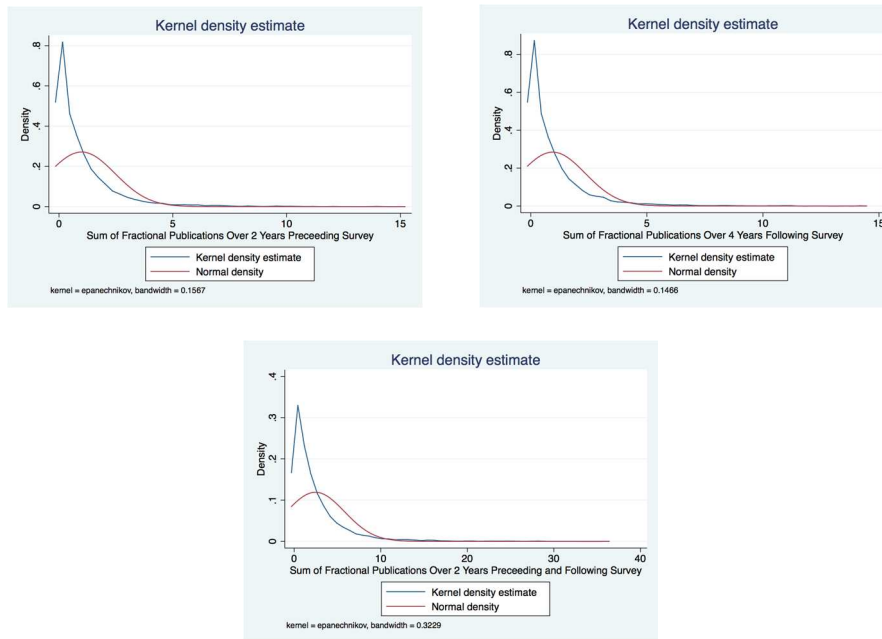 Kernel density estimate
.8
.6
.4
.2
0
Density
0 5 10 15
Sum of Fractional Publications Over 2 Years Preceeding Survey
Kernel density estimate
Normal density
kernel = epanechnikov, bandwidth = 0.1567
Kernel density estimate
.8
.6
.4
.2
0
Density
0 5 10 15
Sum of Fractional Publications Over 4 Years Following Survey
Kernel density estimate
Normal density
kernel = epanechnikov, bandwidth = 0.1466
Kernel density estimate
.4
.3
.2
.1
0
Density
0 10 20 30 40
Sum of Fractional Publications Over 2 Years Preceeding and Following Survey
Kernel density estimate
Normal density
kernel = epanechnikov, bandwidth = 0.3229